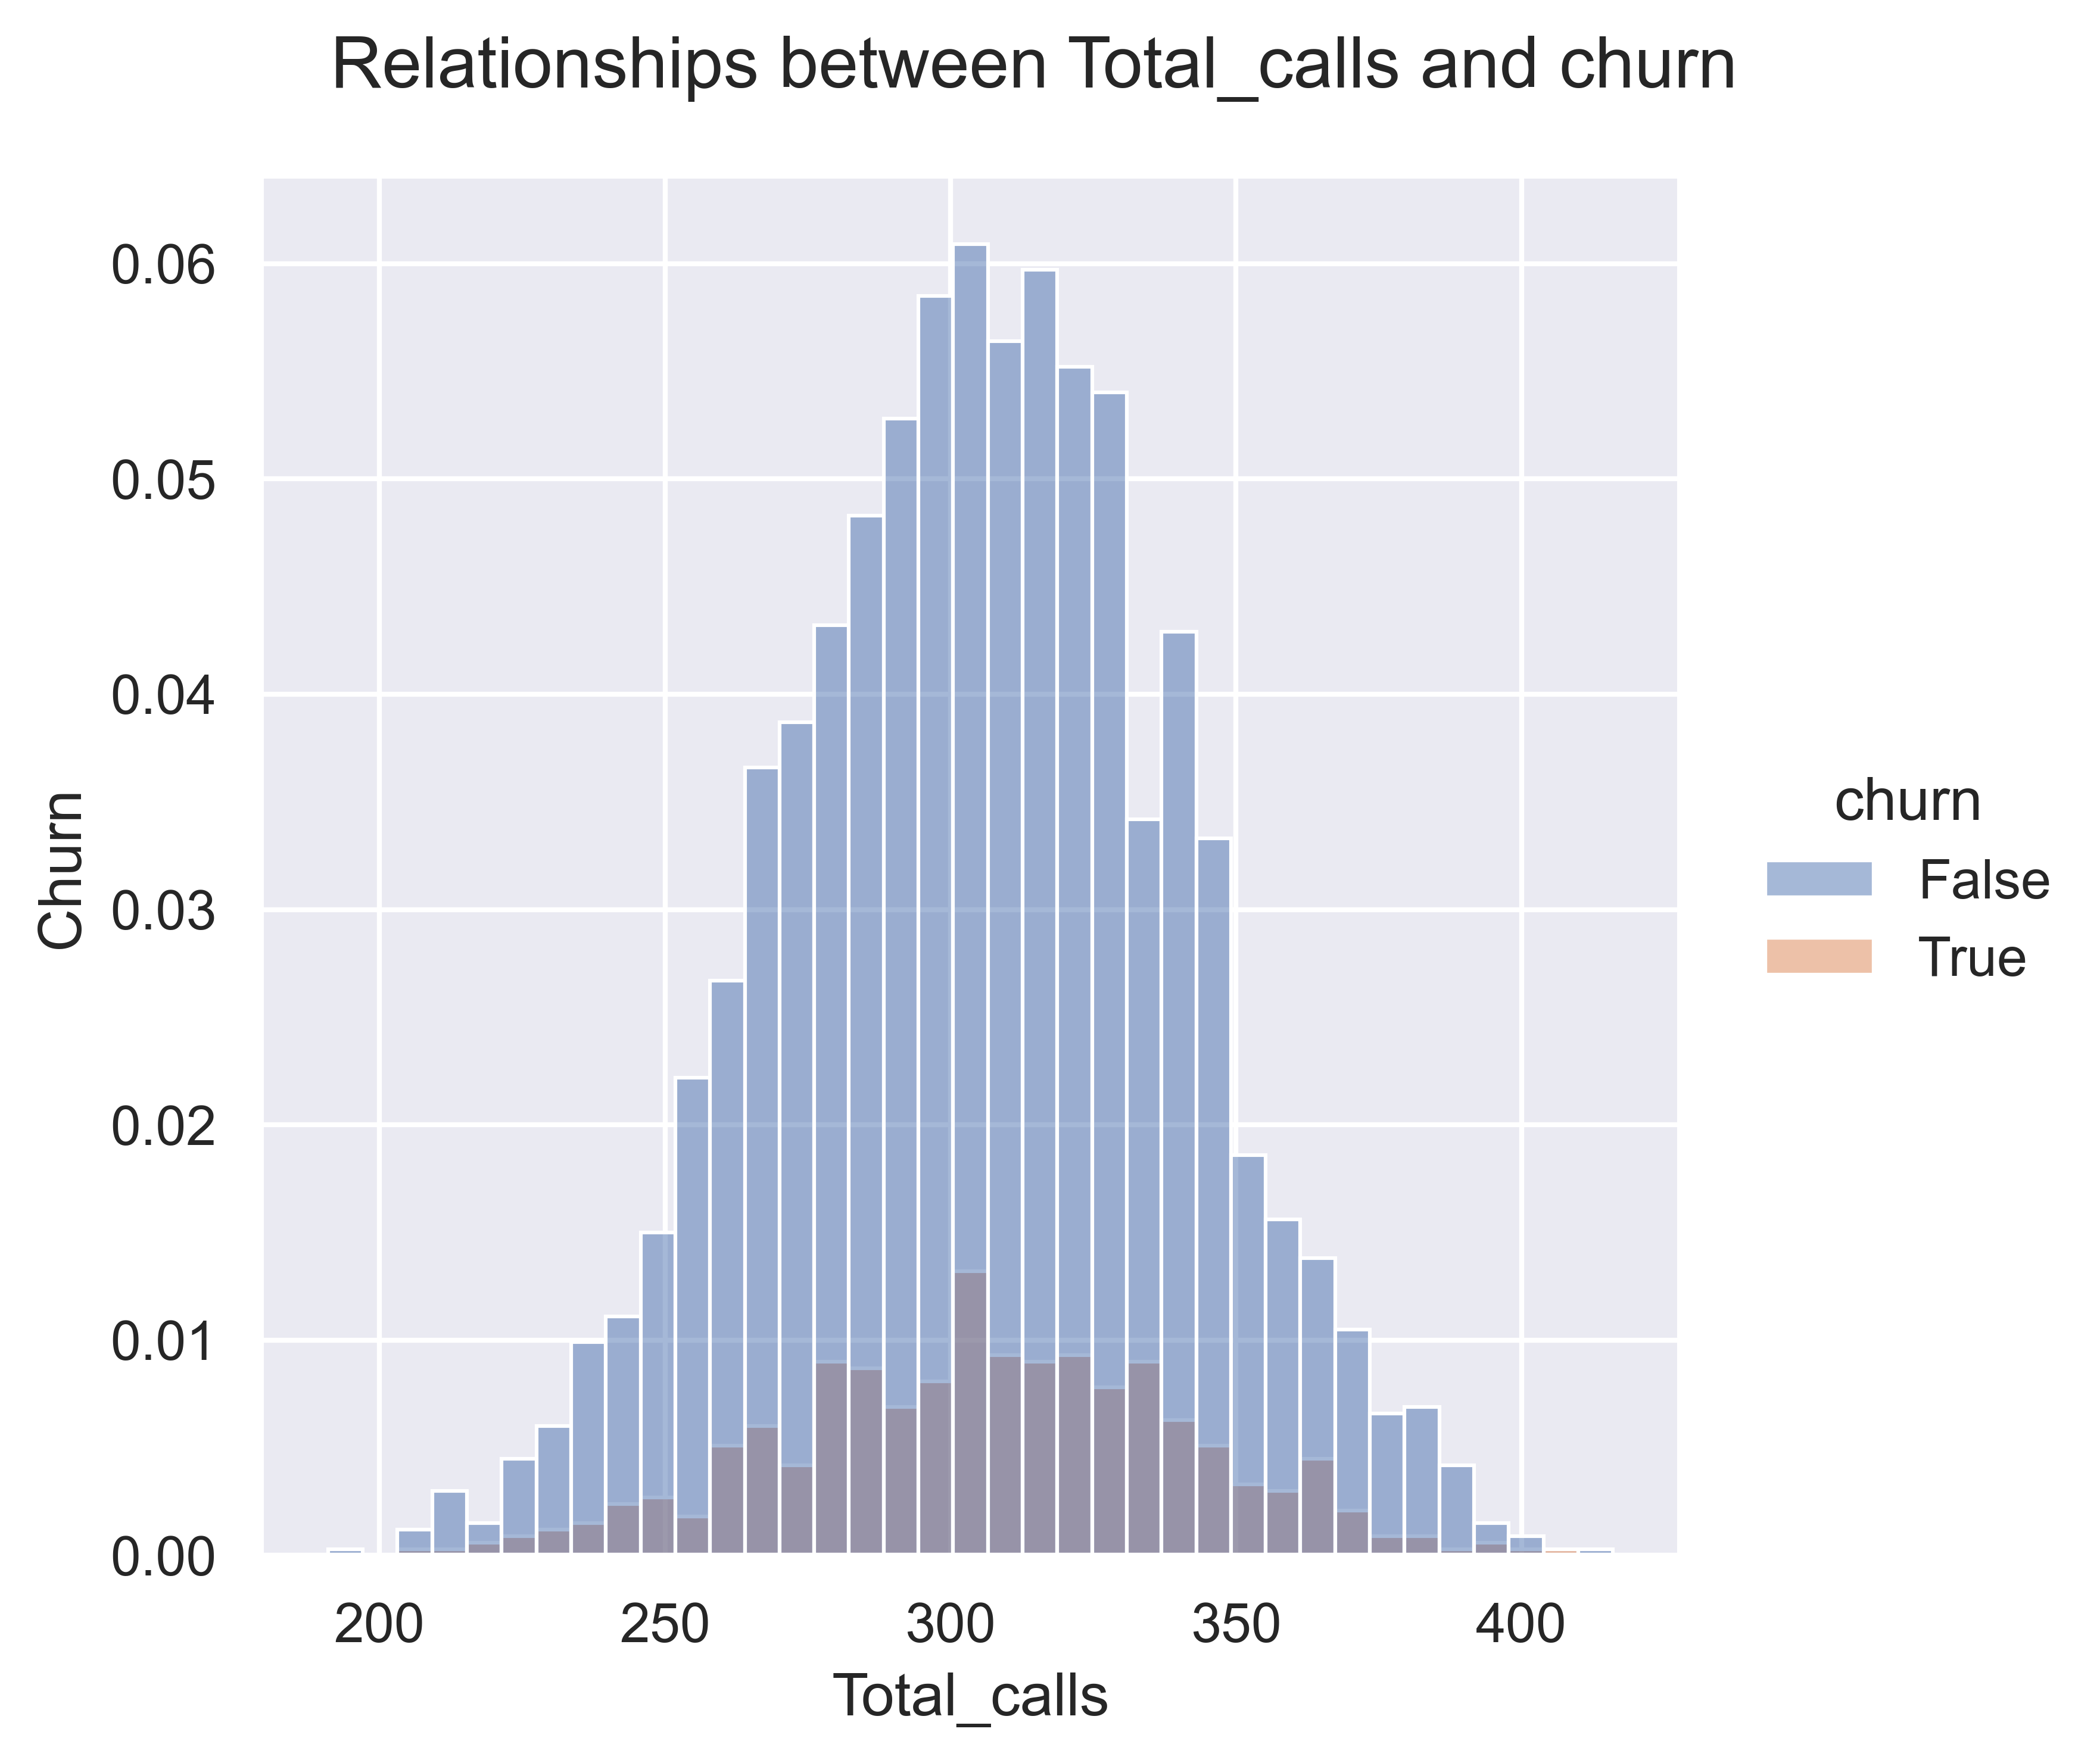 Relationships between Total_calls and churn
0.06
0.05
0.04
0.03
0.02
0.01
0.00
Churn
200 250 300 350 400
Total_calls
churn
False
True